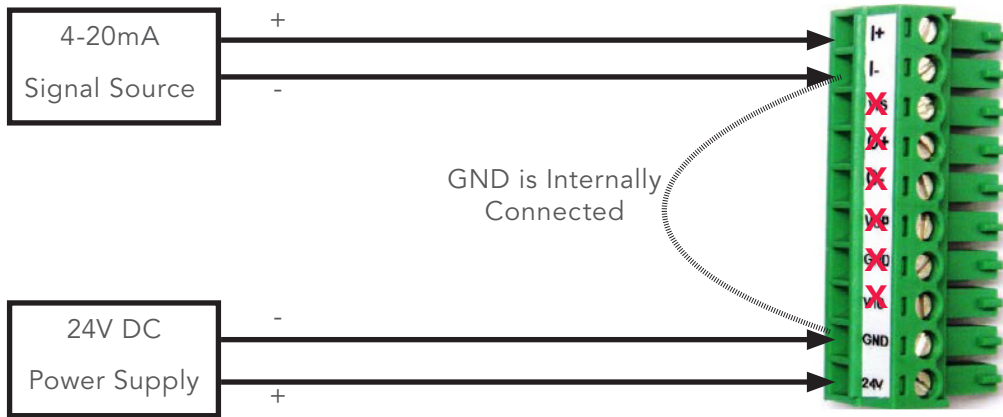 4-20mA
Signal Source
+
-
GND is Internally
Connected
24V DC
Power Supply
-
+
I+
I-
GND
24V